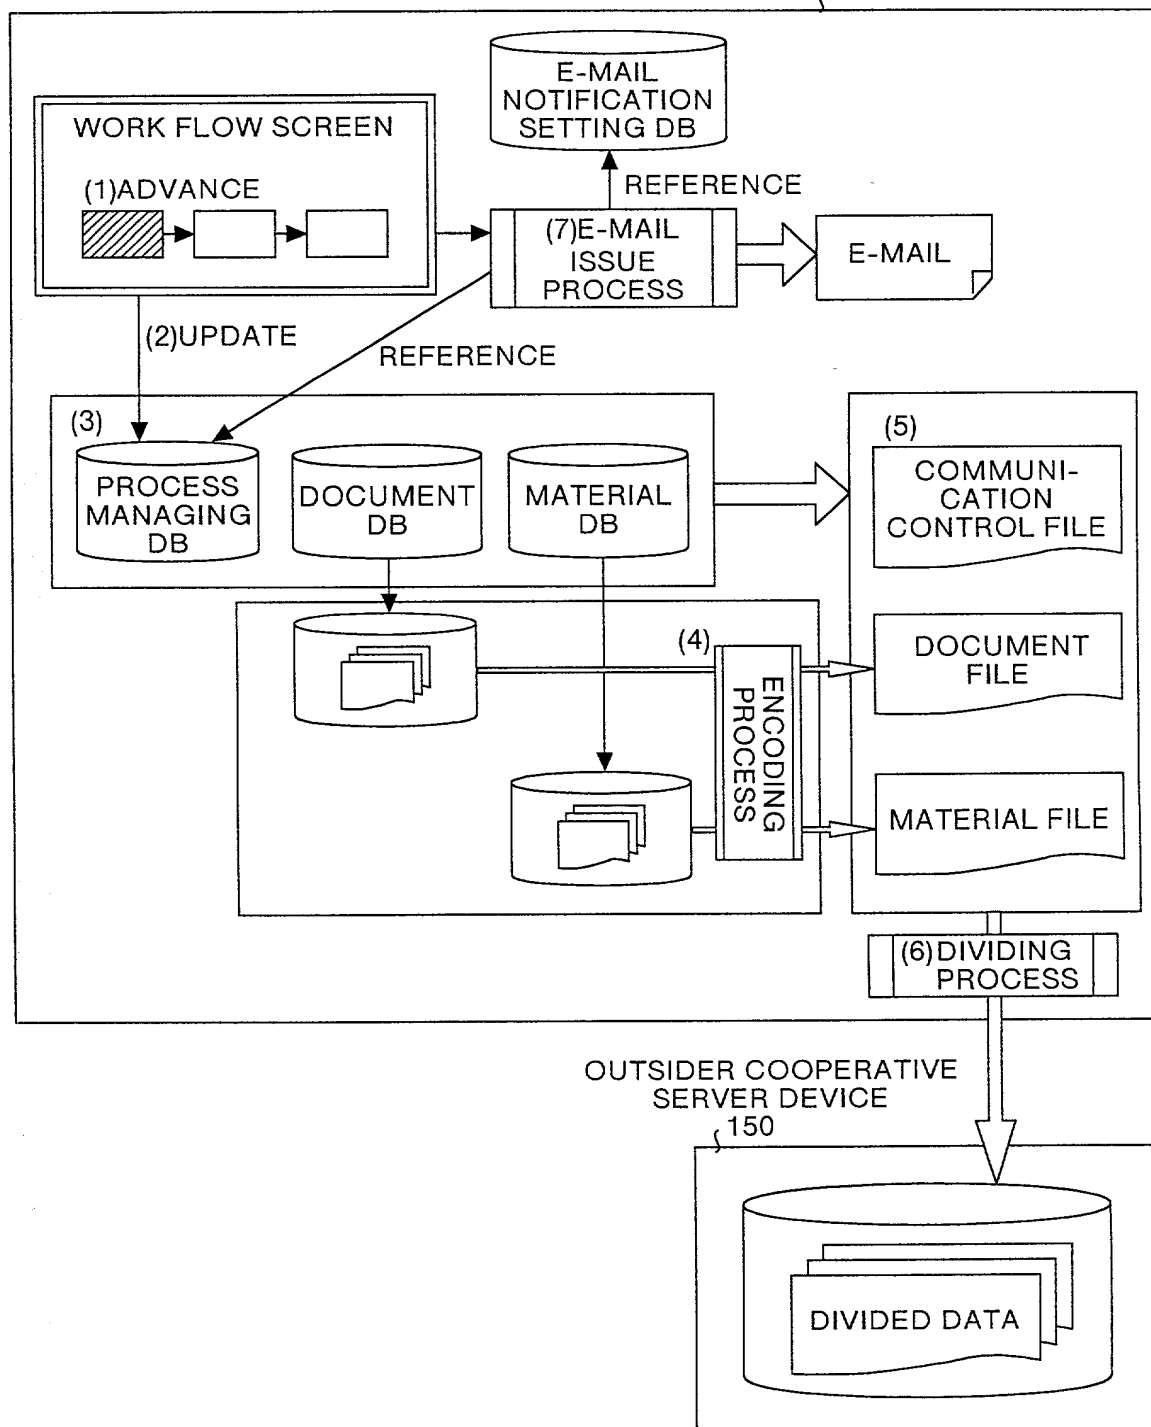 E-MAIL
NOTIFICATION
SETTING DB
WORK FLOW SCREEN
(1)ADVANCE
REFERENCE
(7)E-MAIL
ISSUE
PROCESS
E-MAIL
(2)UPDATE
REFERENCE
(3)
PROCESS
MANAGING
DB
DOCUMENT
DB
MATERIAL
DB
(5)
COMMUNI-
CATION
CONTROL FILE
(4)
ENCODING
PROCESS
DOCUMENT
FILE
MATERIAL FILE
(6)DIVIDING
PROCESS
OUTSIDER COOPERATIVE
SERVER DEVICE
150
DIVIDED DATA